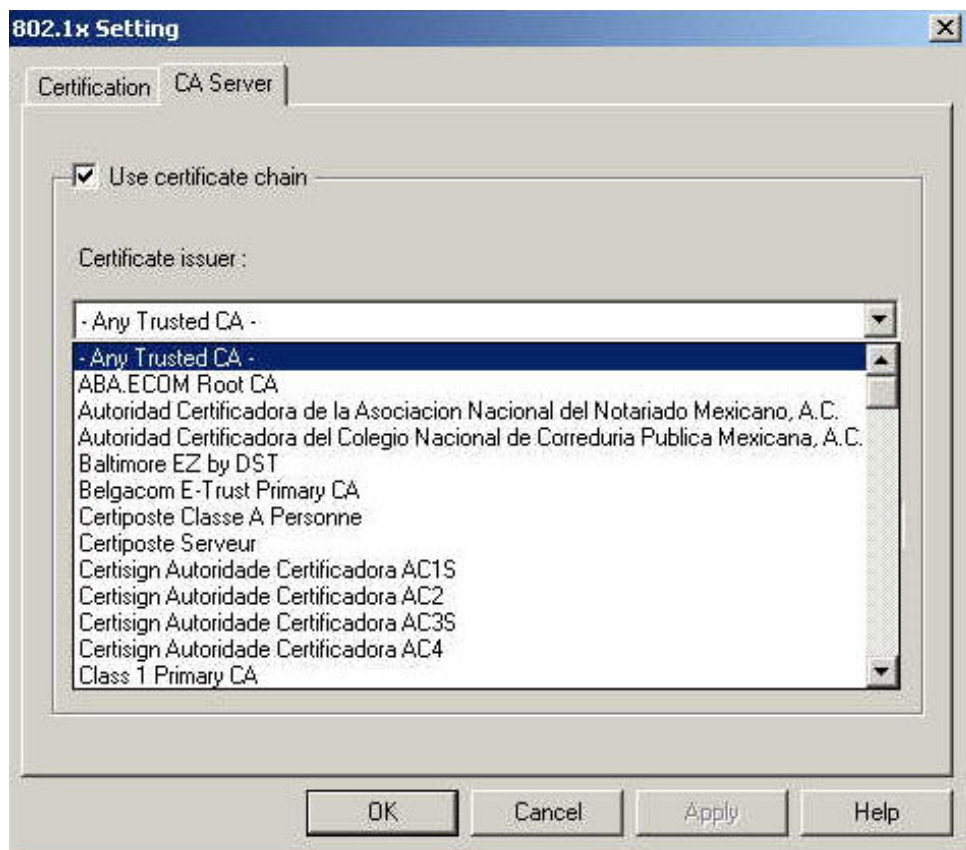 802.1x Setting
Certification CA Server
Use certificate chain
Certificate issuer :
- Any Trusted CA -
- Any Trusted CA -
ABA.ECOM Root CA
Autoridad Certificadora de la Asociacion Nacional del Notariado Mexicano, A.C.
Autoridad Certificadora del Colegio Nacional de Correduria Publica Mexicana, A.C.
Baltimore EZ by DST
Belgacom E-Trust Primary CA
Certiposte Classe A Personne
Certiposte Serveur
Certisign Autoridade Certificadora AC1S
Certisign Autoridade Certificadora AC2
Certisign Autoridade Certificadora AC3S
Certisign Autoridade Certificadora AC4
Class 1 Primary CA
OK Cancel Apply Help